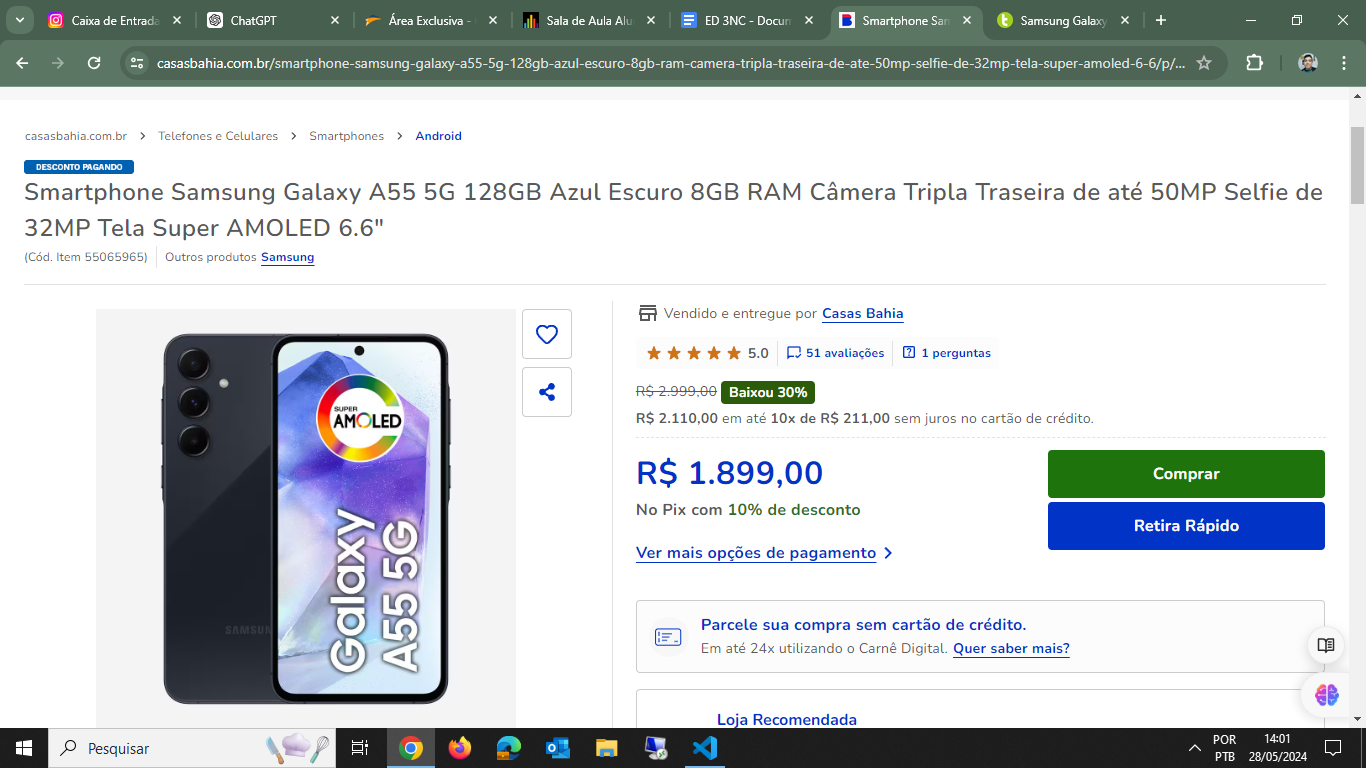 Caixa de Entrada
ChatGPT
Área Exclusiva -
Sala de Aula Alu
ED 3NC - Docum
Smartphone San
Samsung Galaxy
casasbahia.com.br/smartphone-samsung-galaxy-a55-5g-128gb-azul-escuro-8gb-ram-camera-tripla-traseira-de-ate-50mp-selfie-de-32mp-tela-super-amoled-6-6/p/...
casasbahia.com.br > Telefones e Celulares > Smartphones > Android
DESCONTO PAGANDO
Smartphone Samsung Galaxy A55 5G 128GB Azul Escuro 8GB RAM Câmera Tripla Traseira de até 50MP Selfie de
32MP Tela Super AMOLED 6.6"
(Cód. Item 55065965) Outros produtos Samsung
SUPER
AMOLED
Galaxy
A55 5G
SAMSUN
Vendido e entregue por Casas Bahia
5.0 51 avaliações 1 perguntas
R$ 2.999,00 Baixou 30%
R$ 2.110,00 em até 10x de R$ 211,00 sem juros no cartão de crédito.
R$ 1.899,00
No Pix com 10% de desconto
Ver mais opções de pagamento >
Comprar
Retira Rápido
Parcele sua compra sem cartão de crédito.
Em até 24x utilizando o Carnê Digital. Quer saber mais?
Loja Recomendada
Pesquisar
POR
PTB
14:01
28/05/2024